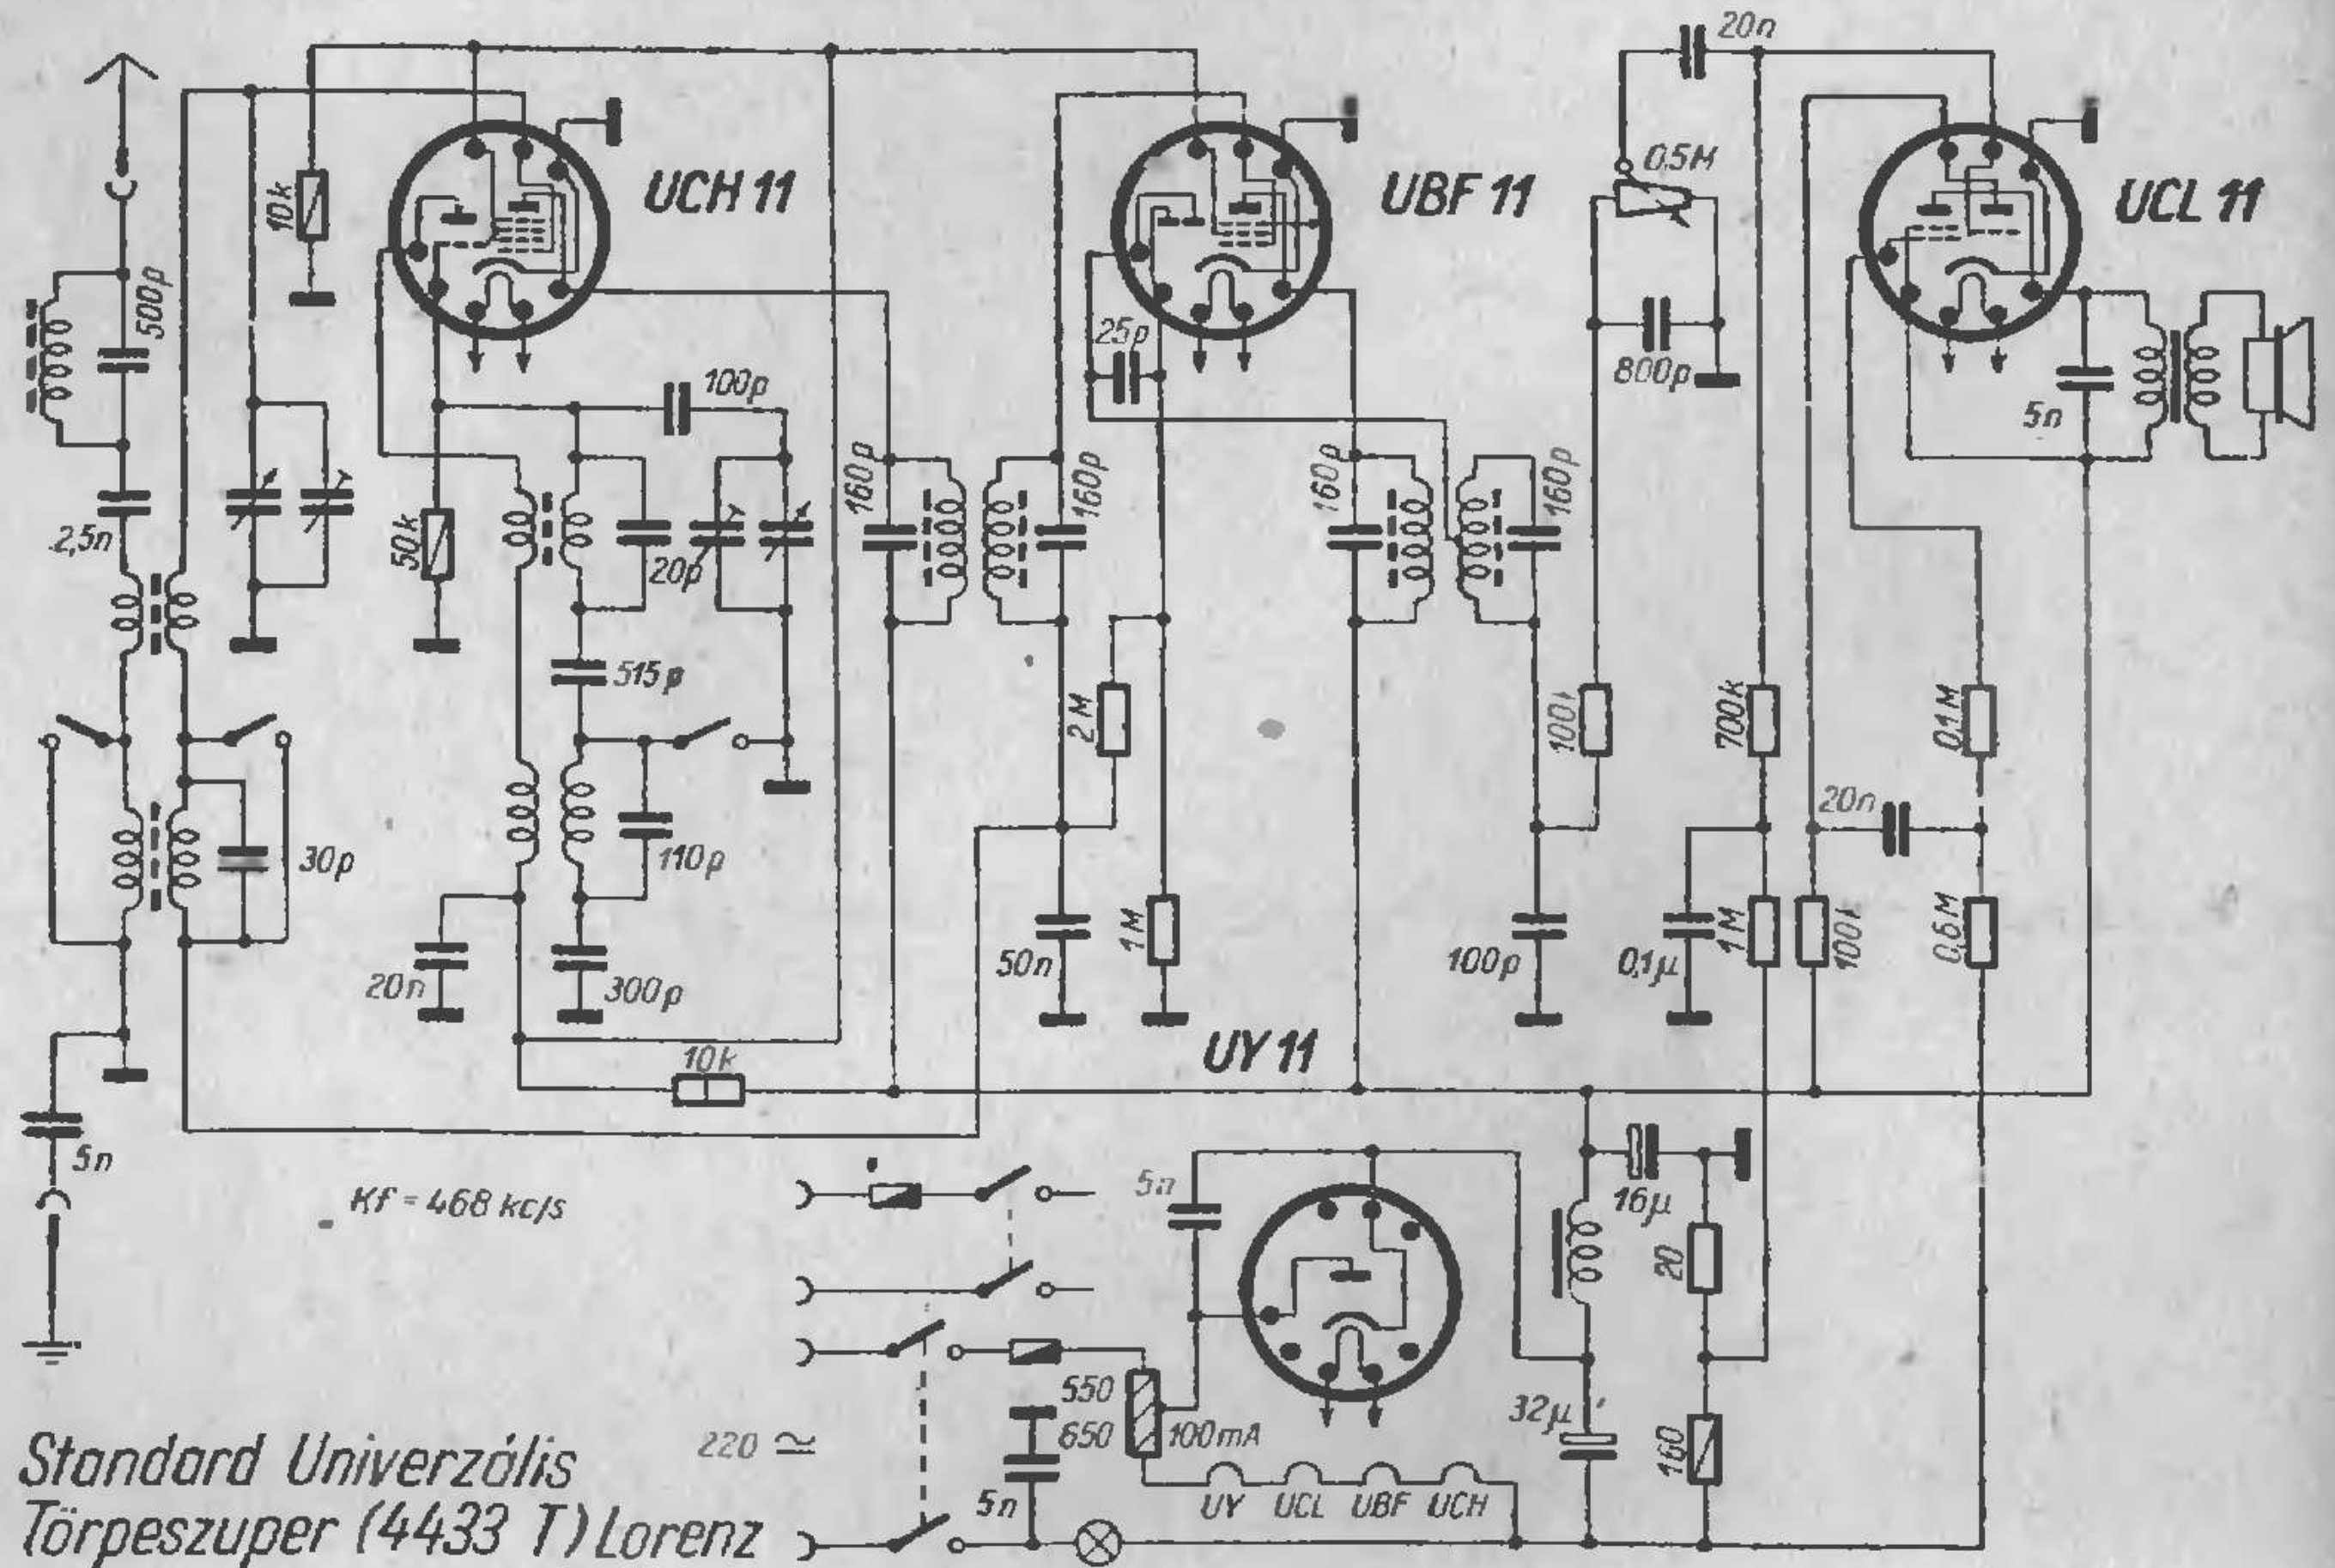 20n
0,5M
UCH 11
UBF 11
UCL 11
10k
500p
25p
800p
5n
100p
160p
160p
160p
160p
2,5n
50k
20p
515p
2M
700k
0,1M
20n
30p
110p
20n
300p
50n
1M
100p
0,1µ
1M
100k
0,6M
UY 11
10k
5n
Kf = 468 kc/s
5n
16µ
20
550
650
100mA
32µ
160
220 ≃
5n
UY UCL UBF UCH
Standard Univerzális
Törpeszuper (4433 T) Lorenz